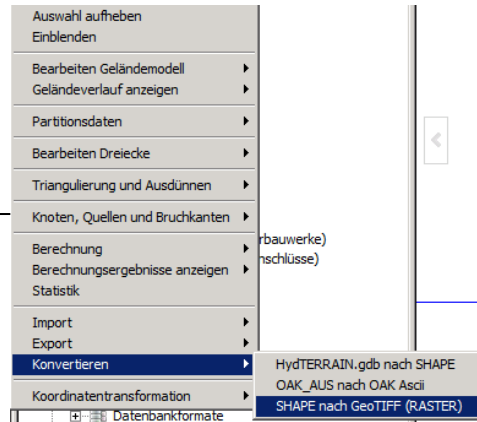 Auswahl aufheben
Einblenden
Bearbeiten Geländemodell
Geländeverlauf anzeigen
Partitionsdaten
Bearbeiten Dreiecke
Triangulierung und Ausdünnen
Knoten, Quellen und Bruchkanten
Berechnung
rbauwerke)
Berechnungsergebnisse anzeigen
nschlüsse)
Statistik
Import
Export
Konvertieren
HydTERRAIN.gdb nach SHAPE
OAK_AUS nach OAK Ascii
SHAPE nach GeoTIFF (RASTER)
Koordinatentransformation
Datenbankformate